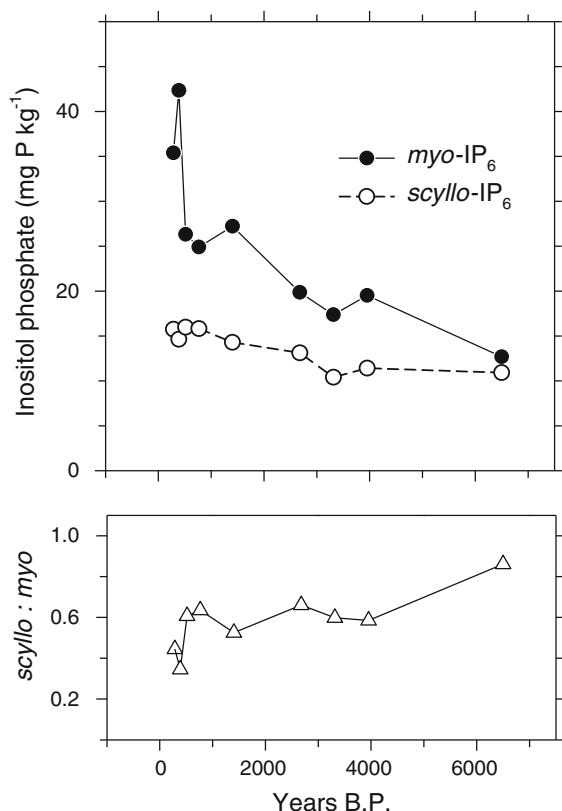 Inositol phosphate (mg P kg⁻¹)
40
20
0
myo-IP₆
scyllo-IP₆
scyllo : myo
1.0
0.6
0.2
0 2000 4000 6000
Years B.P.